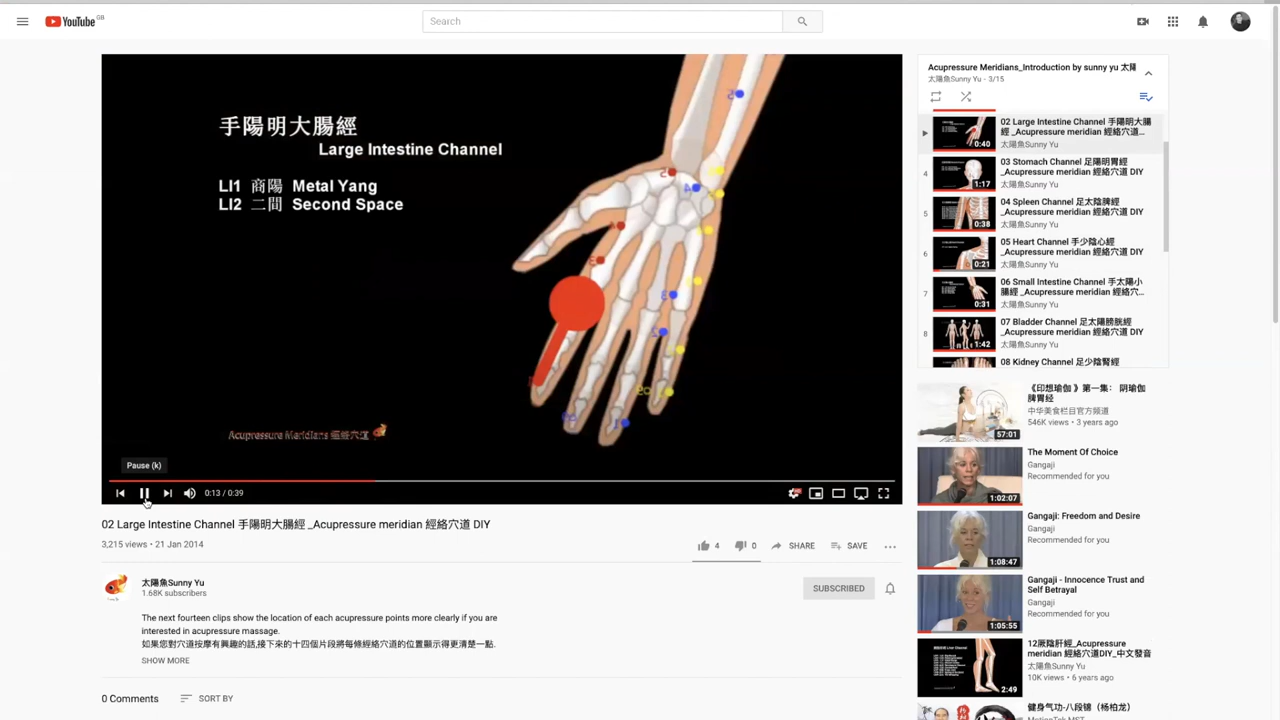 YouTube GB
Search
手陽明大腸經
Large Intestine Channel
LI1 商陽 Metal Yang
LI2 二間 Second Space
Acupressure Meridians 經絡穴道
Pause (k)
0:13 / 0:39
02 Large Intestine Channel 手陽明大腸經 _Acupressure meridian 經絡穴道 DIY
3,215 views • 21 Jan 2014
4
0
SHARE
SAVE
太陽魚Sunny Yu
1.68K subscribers
SUBSCRIBED
The next fourteen clips show the location of each acupressure points more clearly if you are
interested in acupressure massage.
如果您對穴道按摩有興趣的話,接下來的十四個片段將每條經絡穴道的位置顯示得更清楚一點.
SHOW MORE
0 Comments
SORT BY
Acupressure Meridians_Introduction by sunny yu 太陽
太陽魚Sunny Yu - 3/15
0:40
02 Large Intestine Channel 手陽明大腸
經 _Acupressure meridian 經絡穴道...
太陽魚Sunny Yu
4
1:17
03 Stomach Channel 足陽明胃經
_Acupressure meridian 經絡穴道 DIY
太陽魚Sunny Yu
5
0:38
04 Spleen Channel 足太陰脾經
_Acupressure meridian 經絡穴道 DIY
太陽魚Sunny Yu
6
0:21
05 Heart Channel 手少陰心經
_Acupressure meridian 經絡穴道 DIY
太陽魚Sunny Yu
7
0:31
06 Small Intestine Channel 手太陽小
腸經 _Acupressure meridian 經絡穴...
太陽魚Sunny Yu
8
1:42
07 Bladder Channel 足太陽膀胱經
_Acupressure meridian 經絡穴道 DIY
太陽魚Sunny Yu
08 Kidney Channel 足少陰腎經
57:01
《印想瑜伽 》第一集： 阴瑜伽
脾胃经
中华美食栏目官方频道
546K views • 3 years ago
1:02:07
The Moment Of Choice
Gangaji
Recommended for you
1:08:47
Gangaji: Freedom and Desire
Gangaji
Recommended for you
1:05:55
Gangaji - Innocence Trust and
Self Betrayal
Gangaji
Recommended for you
2:49
12厥陰肝經_Acupressure
meridian 經絡穴道DIY_中文發音
太陽魚Sunny Yu
10K views • 6 years ago
健身气功-八段锦（杨柏龙）